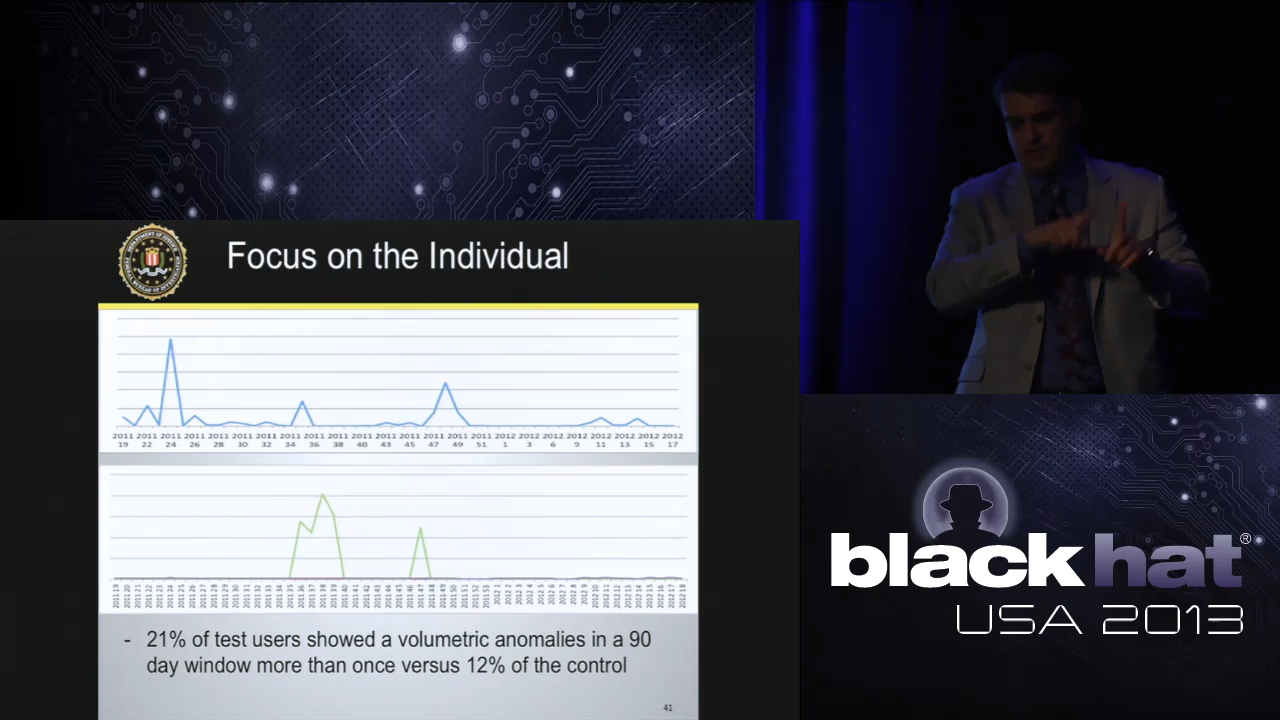 Focus on the Individual
2011 2011 2011 2011 2011 2011 2011 2011 2011 2011 2011 2011 2011 2011 2011 2011 2012 2012 2012 2012 2012 2012 2012 2012
19 22 24 26 28 30 32 34 36 38 40 43 45 47 49 51 1 3 6 9 11 13 15 17
- 21% of test users showed a volumetric anomalies in a 90
day window more than once versus 12% of the control
41
blackhat®
USA 2013